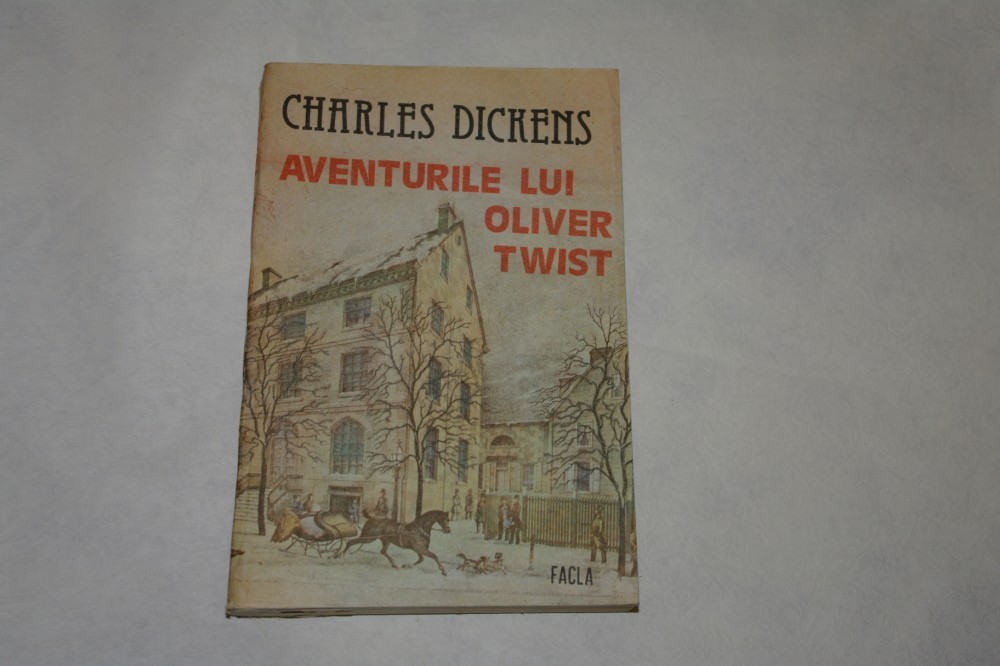 CHARLES DICKENS
AVENTURILE LUI
OLIVER
TWIST
FACLA